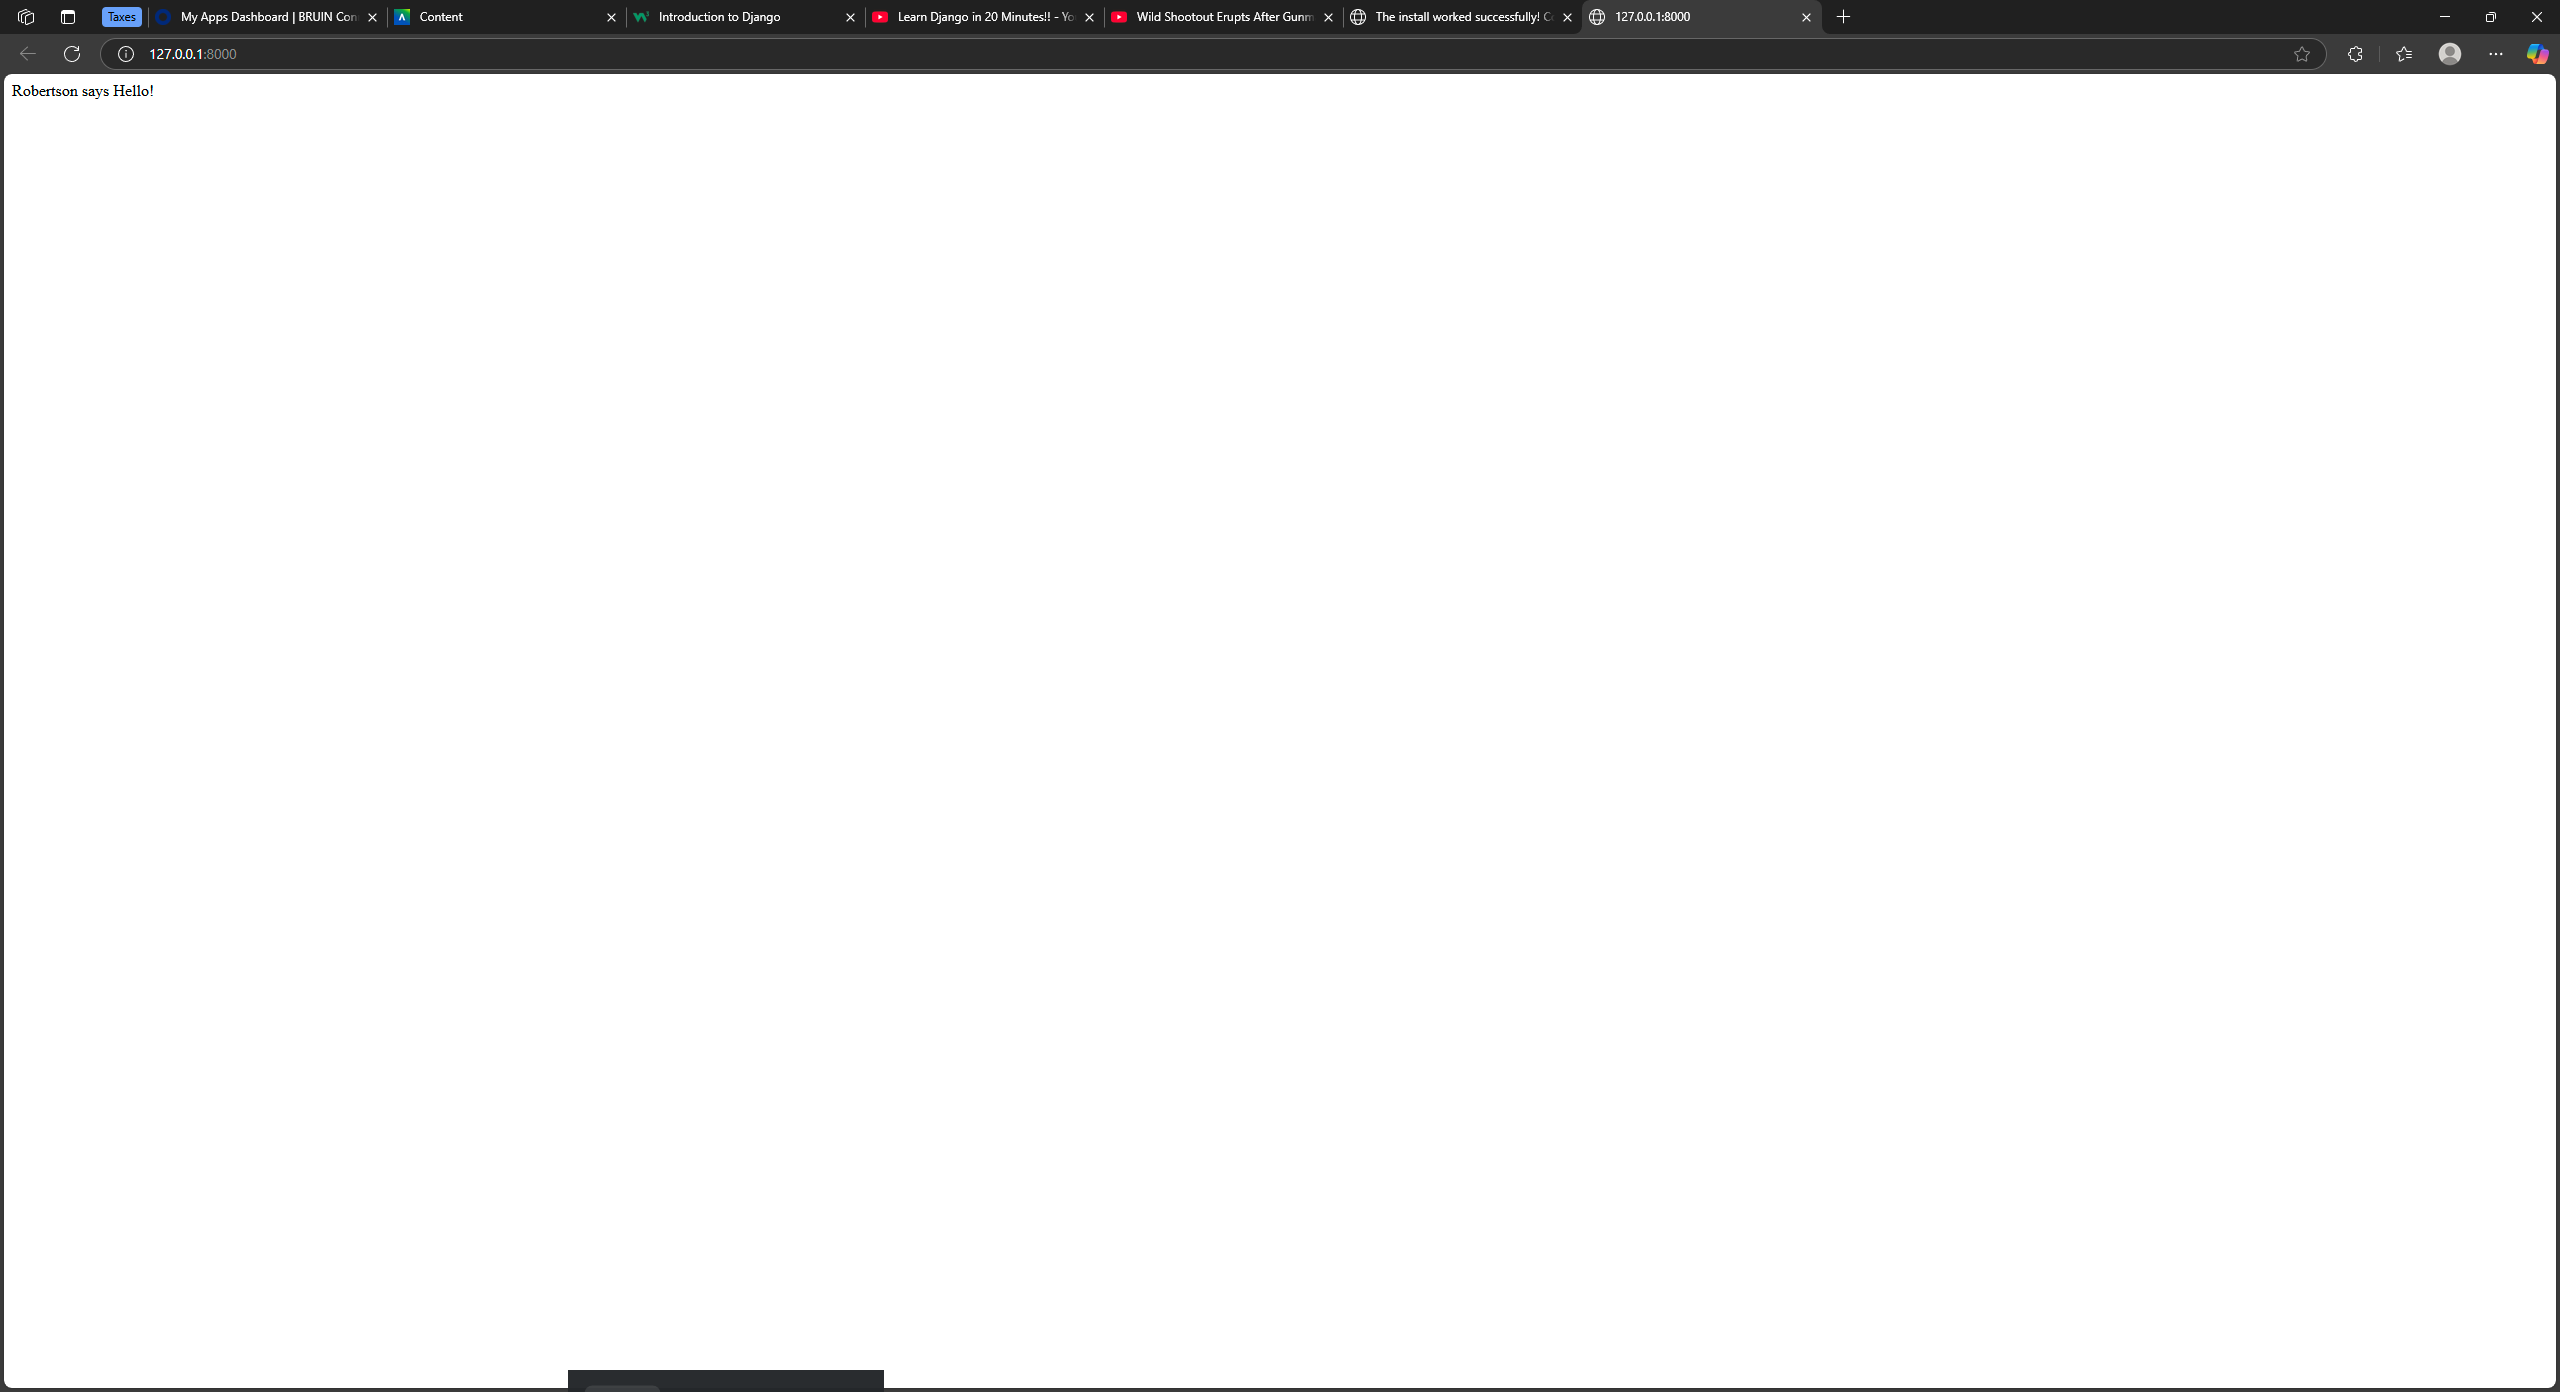 Taxes
My Apps Dashboard | BRUIN Con
Content
Introduction to Django
Learn Django in 20 Minutes!! - Yo
Wild Shootout Erupts After Gunm
The install worked successfully! C
127.0.0.1:8000
127.0.0.1:8000
Robertson says Hello!